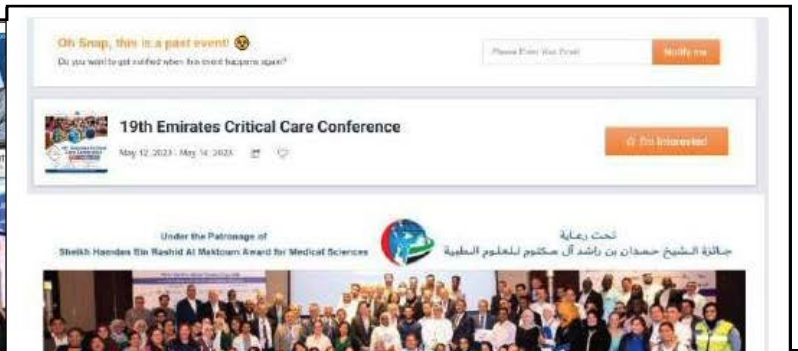 Oh Snap, this is a past event! 😢
Do you want to get notified when this event happens again?
Please Enter Your Email
Notify me
19th Emirates Critical Care Conference
May 12, 2023 - May 14, 2023
I'm Interested
Under the Patronage of
Sheikh Hamdan Bin Rashid Al Maktoum Award for Medical Sciences
تحت رعاية
جائزة الشيخ حمدان بن راشد آل مكتوم للعلوم الطبية